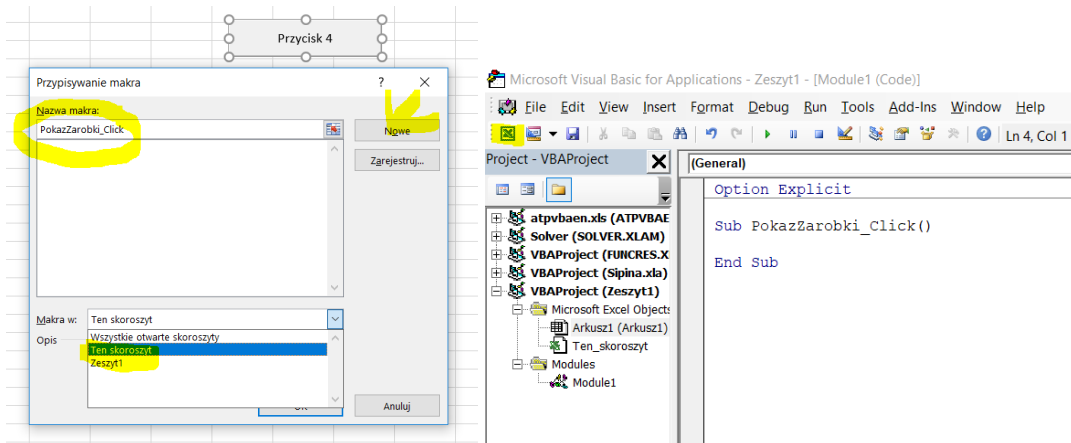 Przycisk 4
Przypisywanie makra
?
Nazwa makra:
PokazZarobki_Click
Nowe
Zarejestruj...
Makra w:
Ten skoroszyt
Opis
Wszystkie otwarte skoroszyty
Ten skoroszyt
Zeszyt1
Anuluj
Microsoft Visual Basic for Applications - Zeszyt1 - [Module1 (Code)]
File Edit View Insert Format Debug Run Tools Add-Ins Window Help
Ln 4, Col 1
Project - VBAProject
(General)
atpvbaen.xls (ATPVBAE
Solver (SOLVER.XLAM)
VBAProject (FUNCRES.X
VBAProject (Sipina.xla)
VBAProject (Zeszyt1)
Microsoft Excel Objects
Arkusz1 (Arkusz1)
Ten_skoroszyt
Modules
Module1
Option Explicit
Sub PokazZarobki_Click()
End Sub